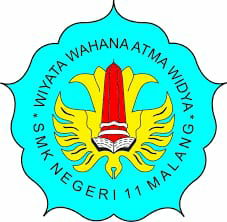 * WIYATA WAHANA ATMA WIDYA *
SMK NEGERI 11 MALANG